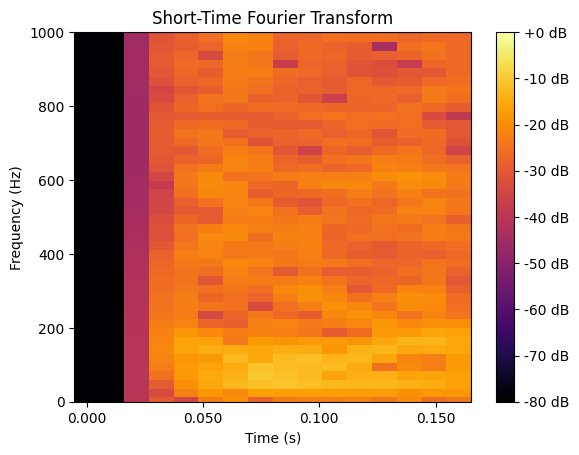 Short-Time Fourier Transform
1000
800
600
400
200
0
Frequency (Hz)
0.000
0.050
0.100
0.150
Time (s)
+0 dB
-10 dB
-20 dB
-30 dB
-40 dB
-50 dB
-60 dB
-70 dB
-80 dB